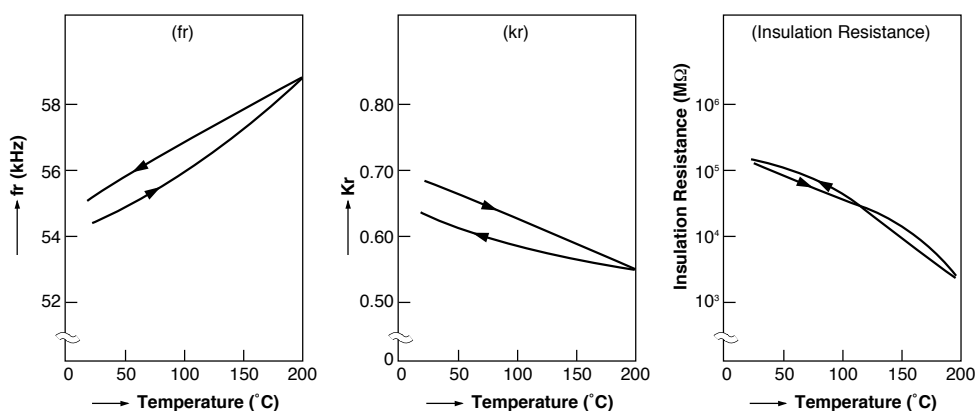 (fr)
58
56
54
52
fr (kHz)
0 50 100 150 200
Temperature (˚C)
(kr)
0.80
0.70
0.60
0.50
0
Kr
0 50 100 150 200
Temperature (˚C)
(Insulation Resistance)
10⁶
10⁵
10⁴
10³
Insulation Resistance (MΩ)
0 50 100 150 200
Temperature (˚C)